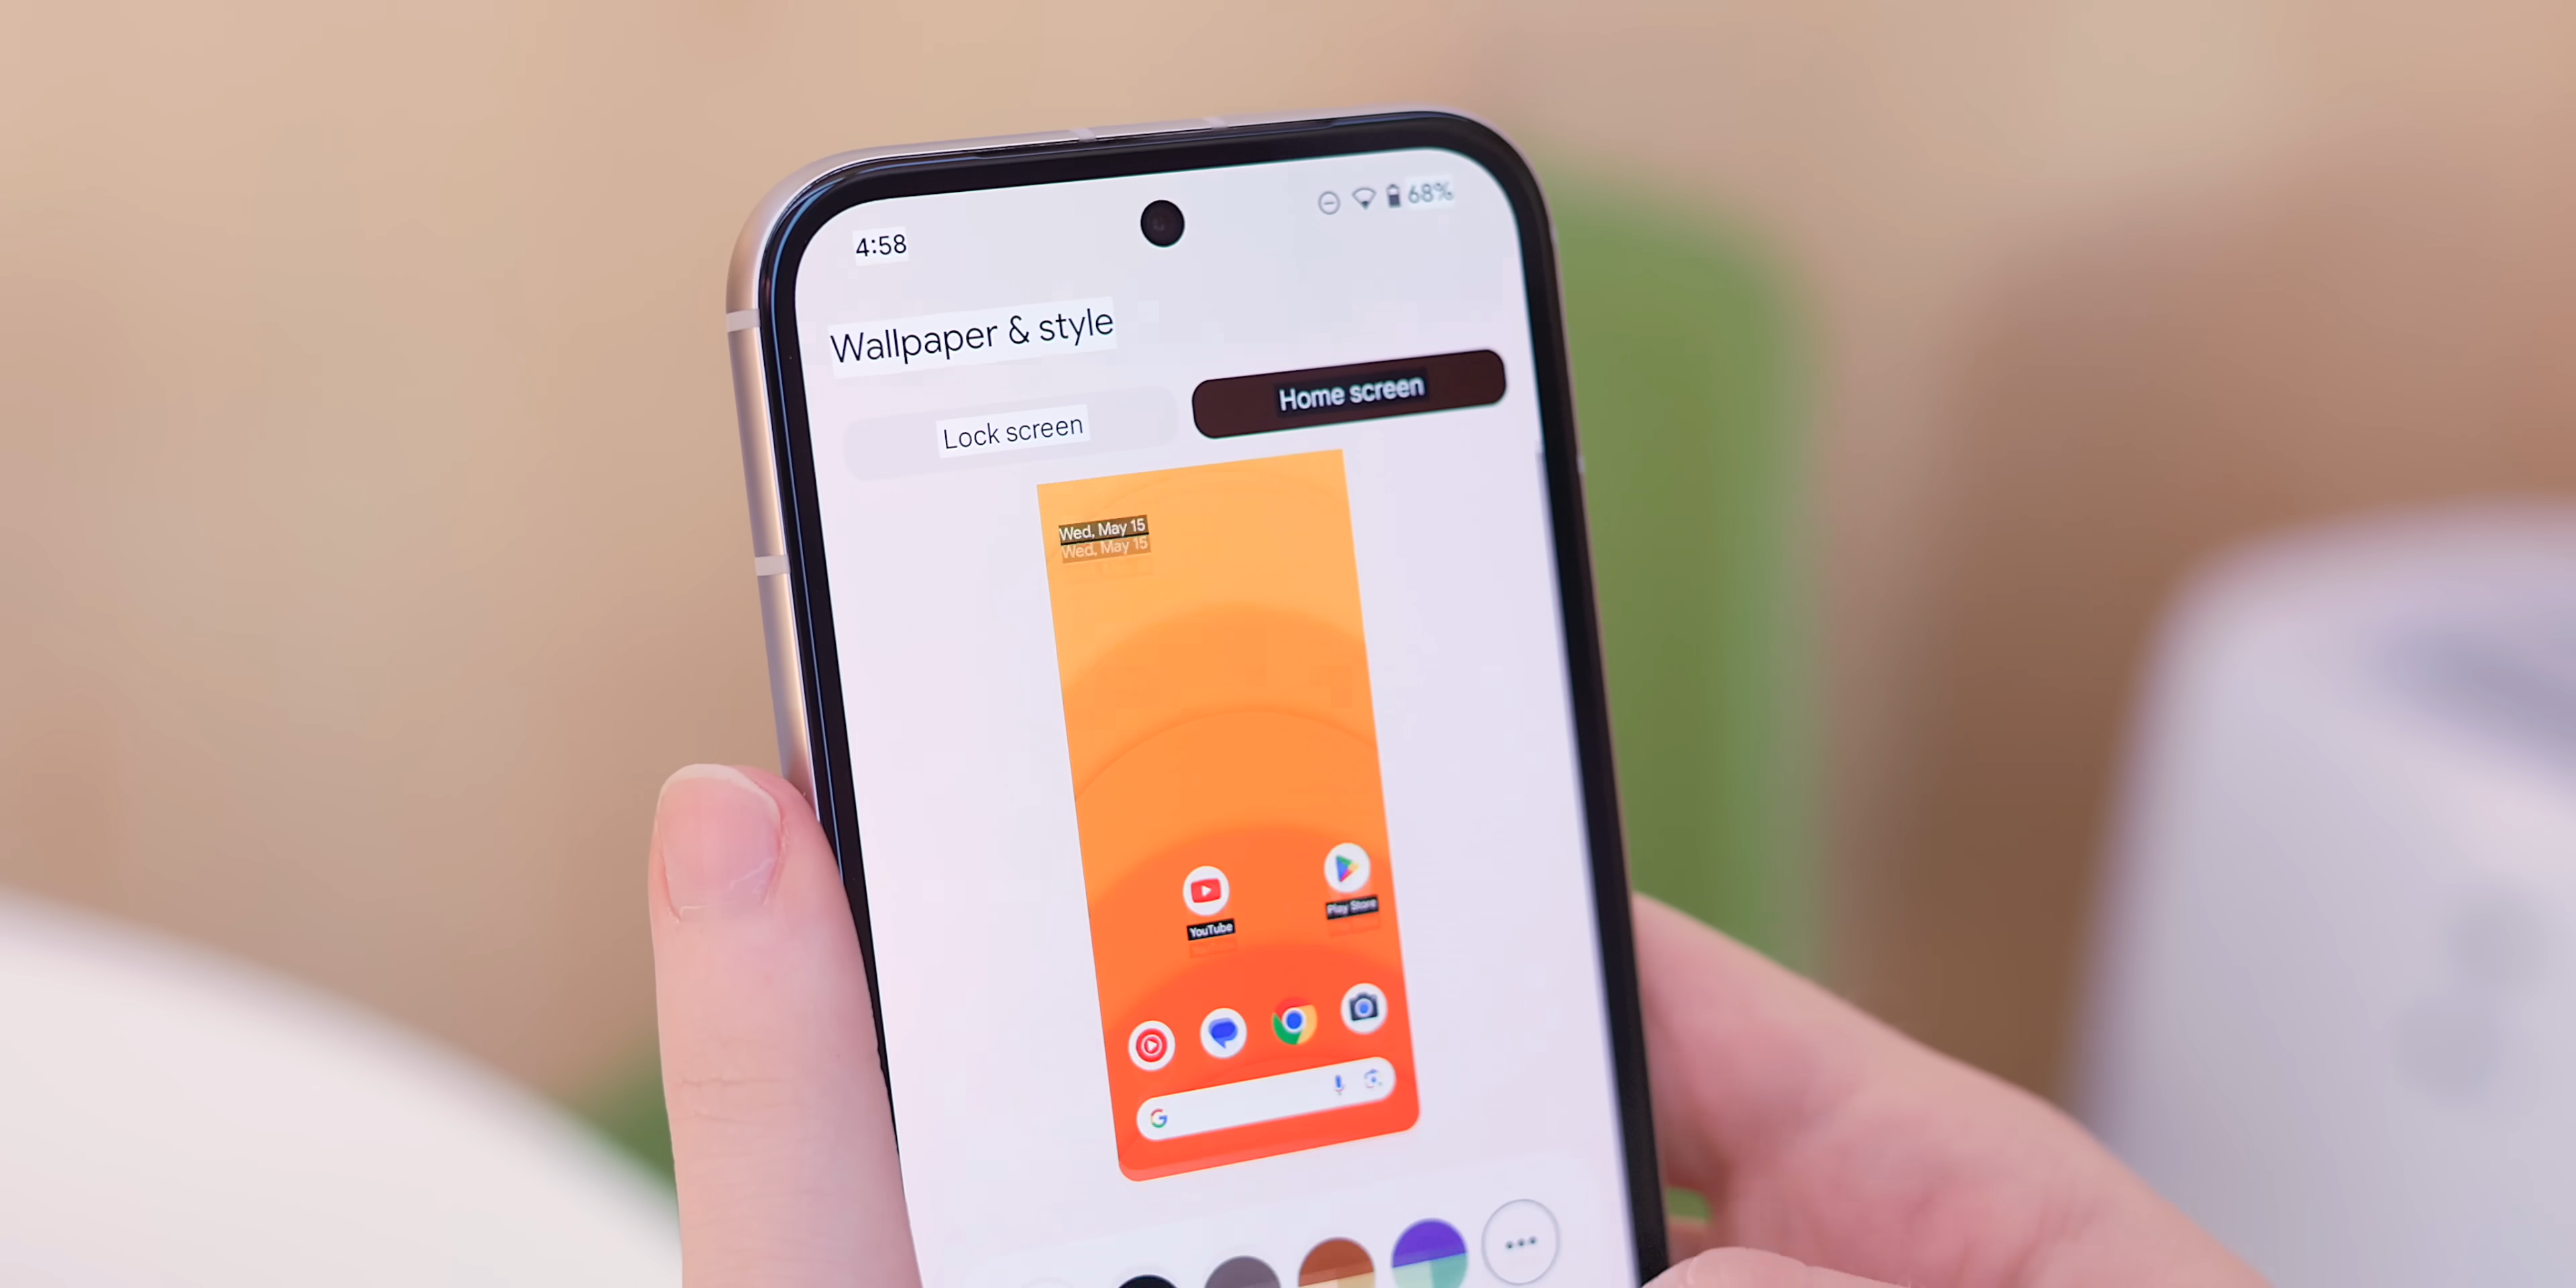 4:58
68%
Wallpaper & style
Lock screen
Home screen
Wed, May 15
Wed, May 15
YouTube
Play Store